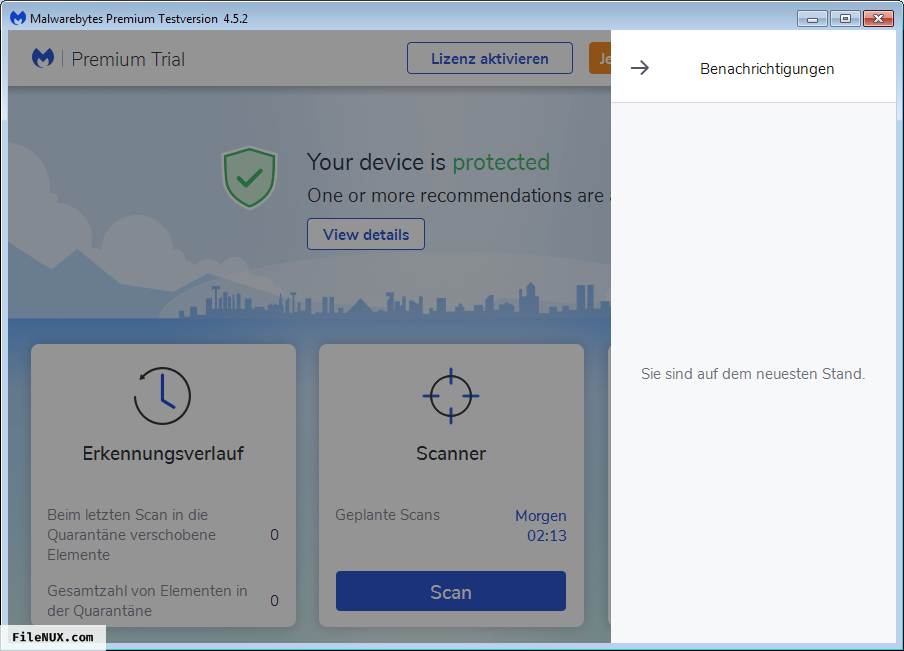 Malwarebytes Premium Testversion 4.5.2
Premium Trial
Lizenz aktivieren
Je
Benachrichtigungen
Your device is protected
One or more recommendations are
View details
Sie sind auf dem neuesten Stand.
Erkennungsverlauf
Beim letzten Scan in die
Quarantäne verschobene
Elemente
0
Gesamtzahl von Elementen in
der Quarantäne
0
Scanner
Geplante Scans
Morgen
02:13
Scan
FileNUX.com